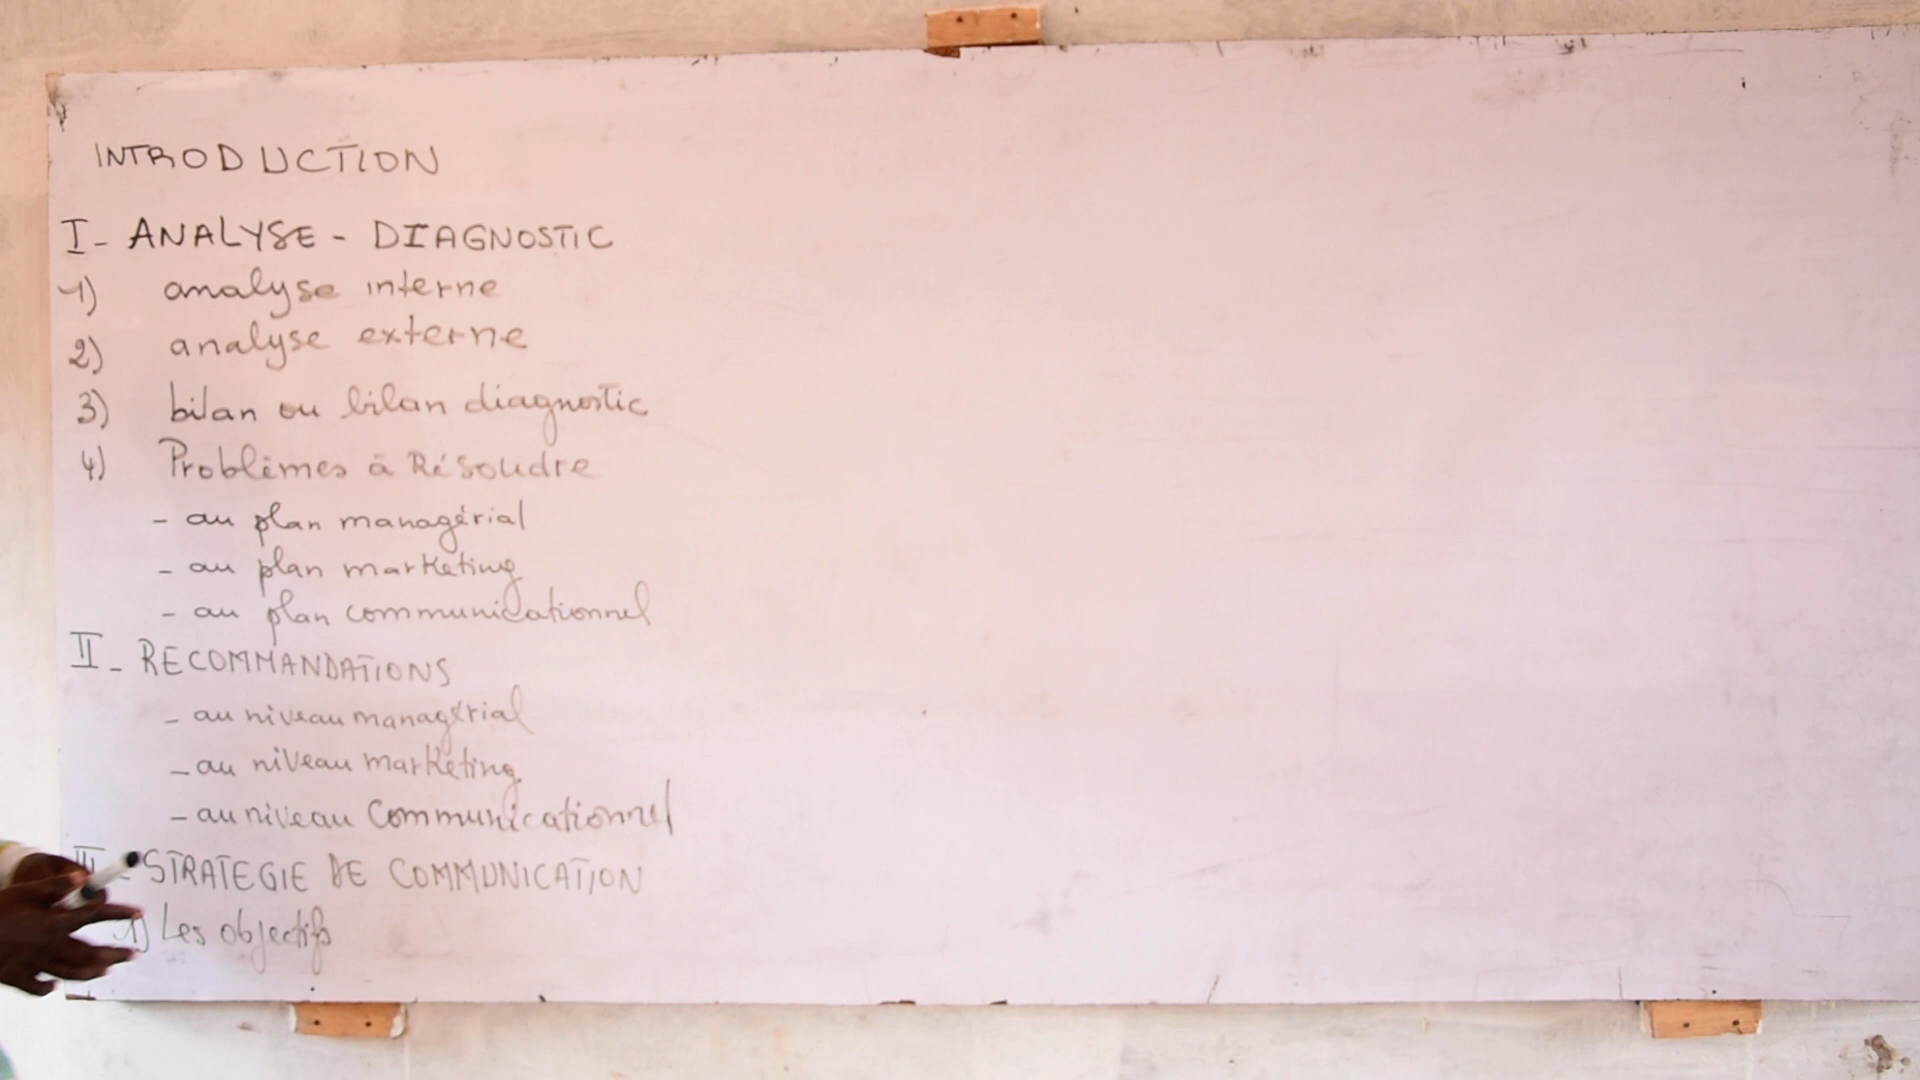 INTRODUCTION
I- ANALYSE - DIAGNOSTIC
1) analyse interne
2) analyse externe
3) bilan ou bilan diagnostic
4) Problèmes à Résoudre
- au plan managérial
- au plan marketing
- au plan communicationnel
II- RECOMMANDATIONS
- au niveau managérial
- au niveau marketing
- au niveau Communicationnel
III- STRATEGIE DE COMMUNICATION
1) Les objectifs